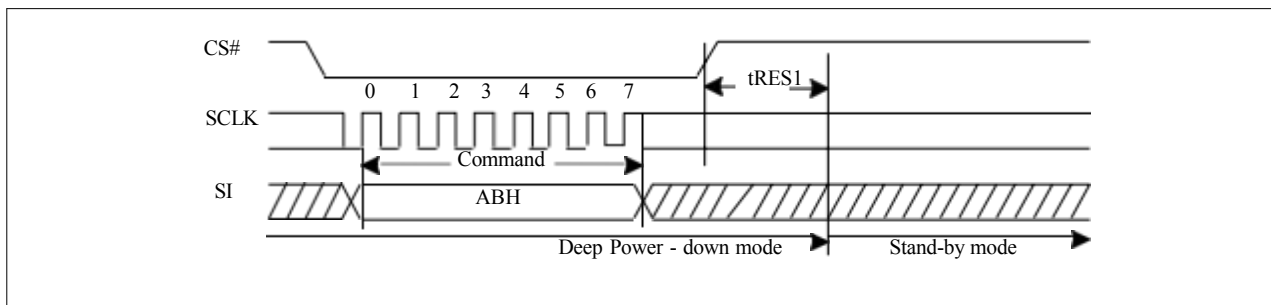 CS#
tRES1
0 1 2 3 4 5 6 7
SCLK
Command
SI
ABH
Deep Power - down mode Stand-by mode